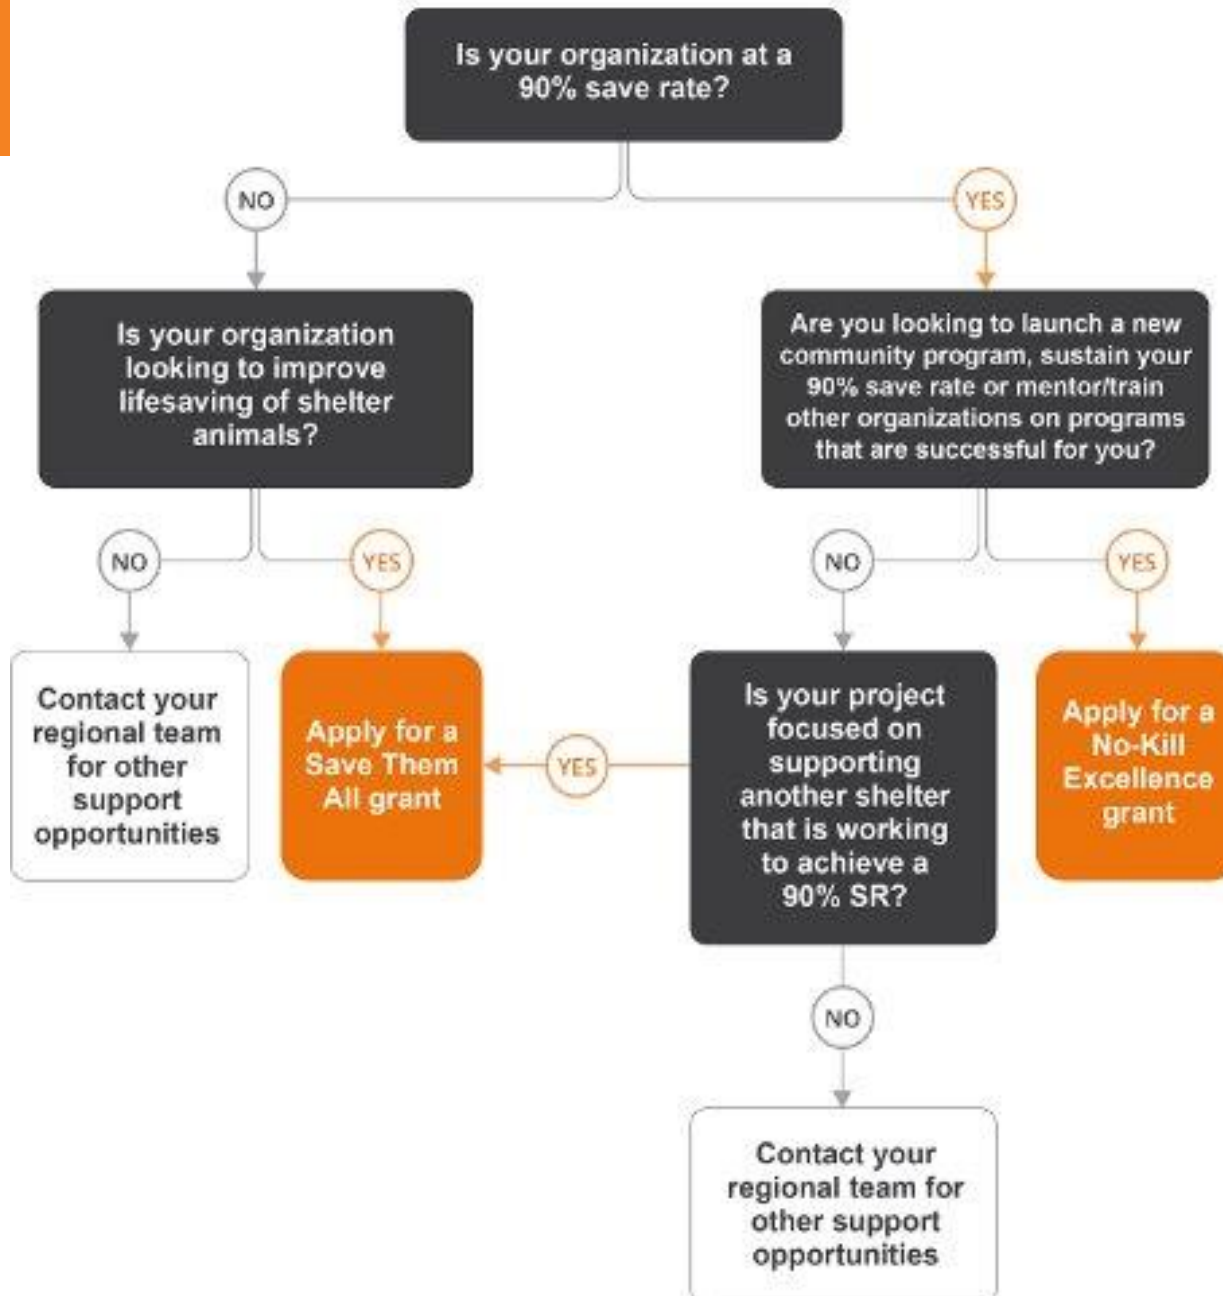 Is your organization at a
90% save rate?
NO
YES
Is your organization
looking to improve
lifesaving of shelter
animals?
Are you looking to launch a new
community program, sustain your
90% save rate or mentor/train
other organizations on programs
that are successful for you?
NO
YES
NO
YES
Contact your
regional team
for other
support
opportunities
Apply for a
Save Them
All grant
YES
Is your project
focused on
supporting
another shelter
that is working
to achieve a
90% SR?
Apply for a
No-Kill
Excellence
grant
NO
Contact your
regional team for
other support
opportunities